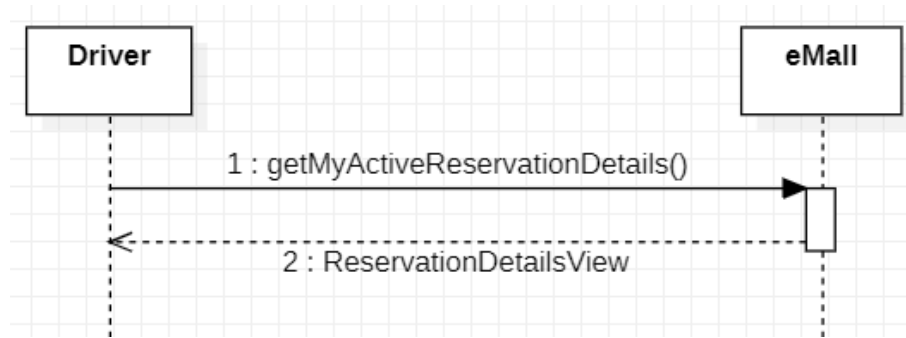 Driver
eMall
1 : getMyActiveReservationDetails()
2 : ReservationDetailsView